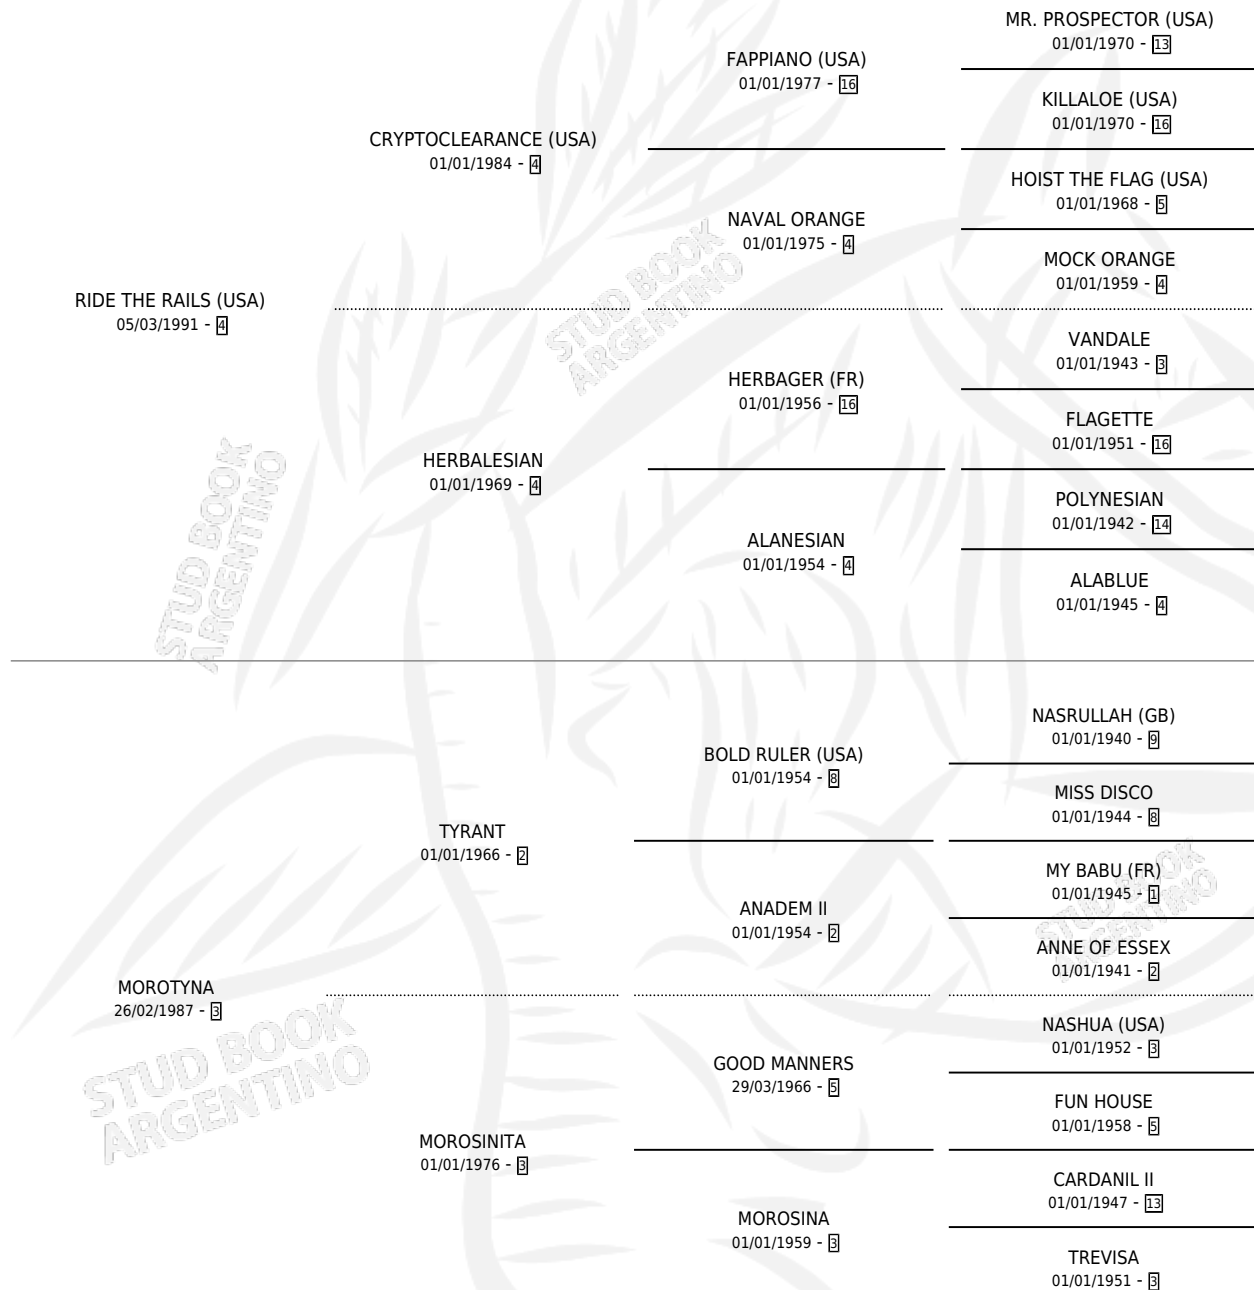 MR. PROSPECTOR (USA)
01/01/1970 - 13
FAPPIANO (USA)
01/01/1977 - 16
KILLALOE (USA)
01/01/1970 - 16
CRYPTOCLEARANCE (USA)
01/01/1984 - 4
HOIST THE FLAG (USA)
01/01/1968 - 5
NAVAL ORANGE
01/01/1975 - 4
MOCK ORANGE
01/01/1959 - 4
RIDE THE RAILS (USA)
05/03/1991 - 4
STUD BOOK
ARGENTINO
VANDALE
01/01/1943 - 3
HERBAGER (FR)
01/01/1956 - 16
FLAGETTE
01/01/1951 - 16
HERBALESIAN
01/01/1969 - 4
POLYNESIAN
01/01/1942 - 14
ALANESIAN
01/01/1954 - 4
ALABLUE
01/01/1945 - 4
STUD BOOK
ARGENTINO
NASRULLAH (GB)
01/01/1940 - 9
BOLD RULER (USA)
01/01/1954 - 8
MISS DISCO
01/01/1944 - 8
TYRANT
01/01/1966 - 2
MY BABU (FR)
01/01/1945 - 1
STUD BOOK
ARGENTINO
ANADEM II
01/01/1954 - 2
ANNE OF ESSEX
01/01/1941 - 2
MOROTYNA
26/02/1987 - 3
STUD BOOK
ARGENTINO
NASHUA (USA)
01/01/1952 - 3
GOOD MANNERS
29/03/1966 - 5
FUN HOUSE
01/01/1958 - 5
MOROSINITA
01/01/1976 - 3
CARDANIL II
01/01/1947 - 13
MOROSINA
01/01/1959 - 3
TREVISA
01/01/1951 - 3